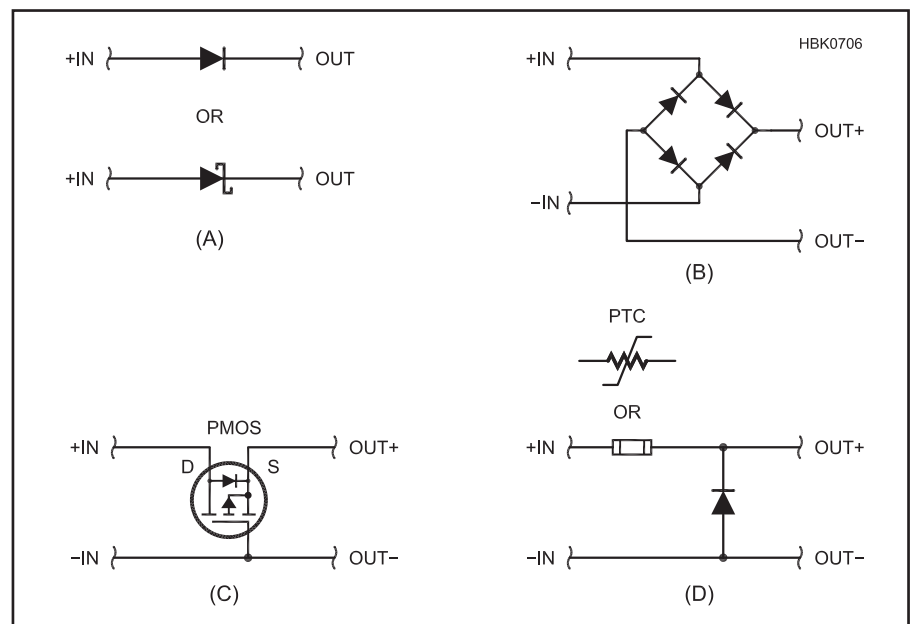 HBK0706
+IN OUT
OR
+IN OUT
(A)
+IN
OUT+
−IN
OUT−
(B)
PMOS
+IN OUT+
D S
−IN OUT−
(C)
PTC
OR
+IN OUT+
−IN OUT−
(D)